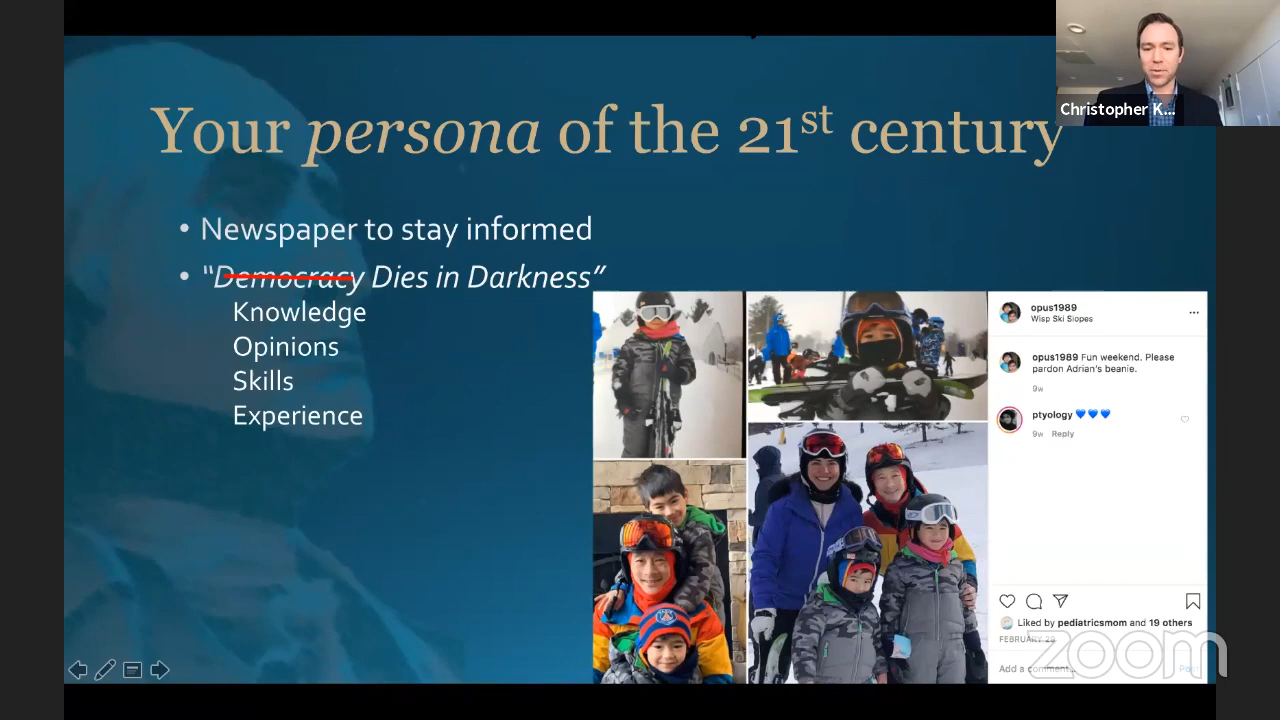 Christopher K...
Your persona of the 21st century
• Newspaper to stay informed
• “Democracy Dies in Darkness”
Knowledge
Opinions
Skills
Experience
opus1989
Wisp Ski Slopes
opus1989 Fun weekend. Please
pardon Adrian's beanie.
9w
ptyology 💙💙💙
9w Reply
Liked by pediatricsmom and 19 others
FEBRUARY 29
Add a comment...
Post
zoom